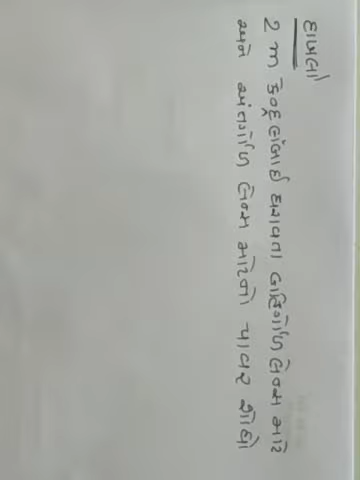 દાખલો
2 m કેન્દ્રલંબાઈ ધરાવતા બહિર્ગોળ લેન્સ માટે
અને અંતર્ગોળ લેન્સ માટેનો પાવર શોધો